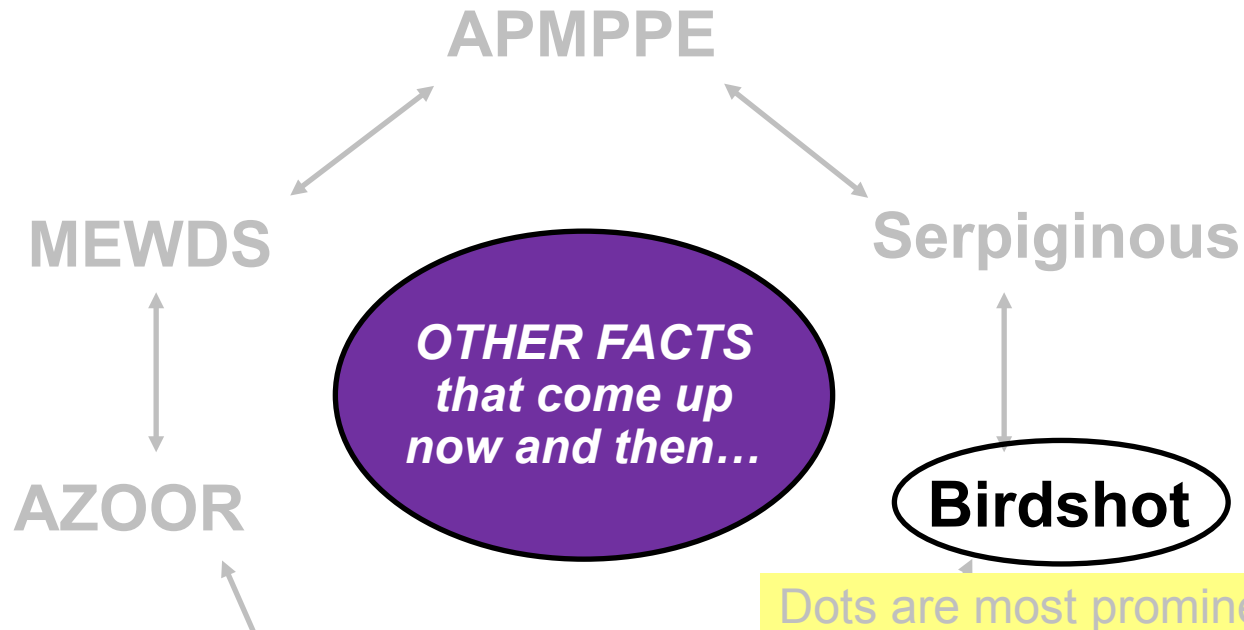 APMPPE
MEWDS
Serpiginous
OTHER FACTS
that come up
now and then…
AZOOR
Birdshot
Dots are most